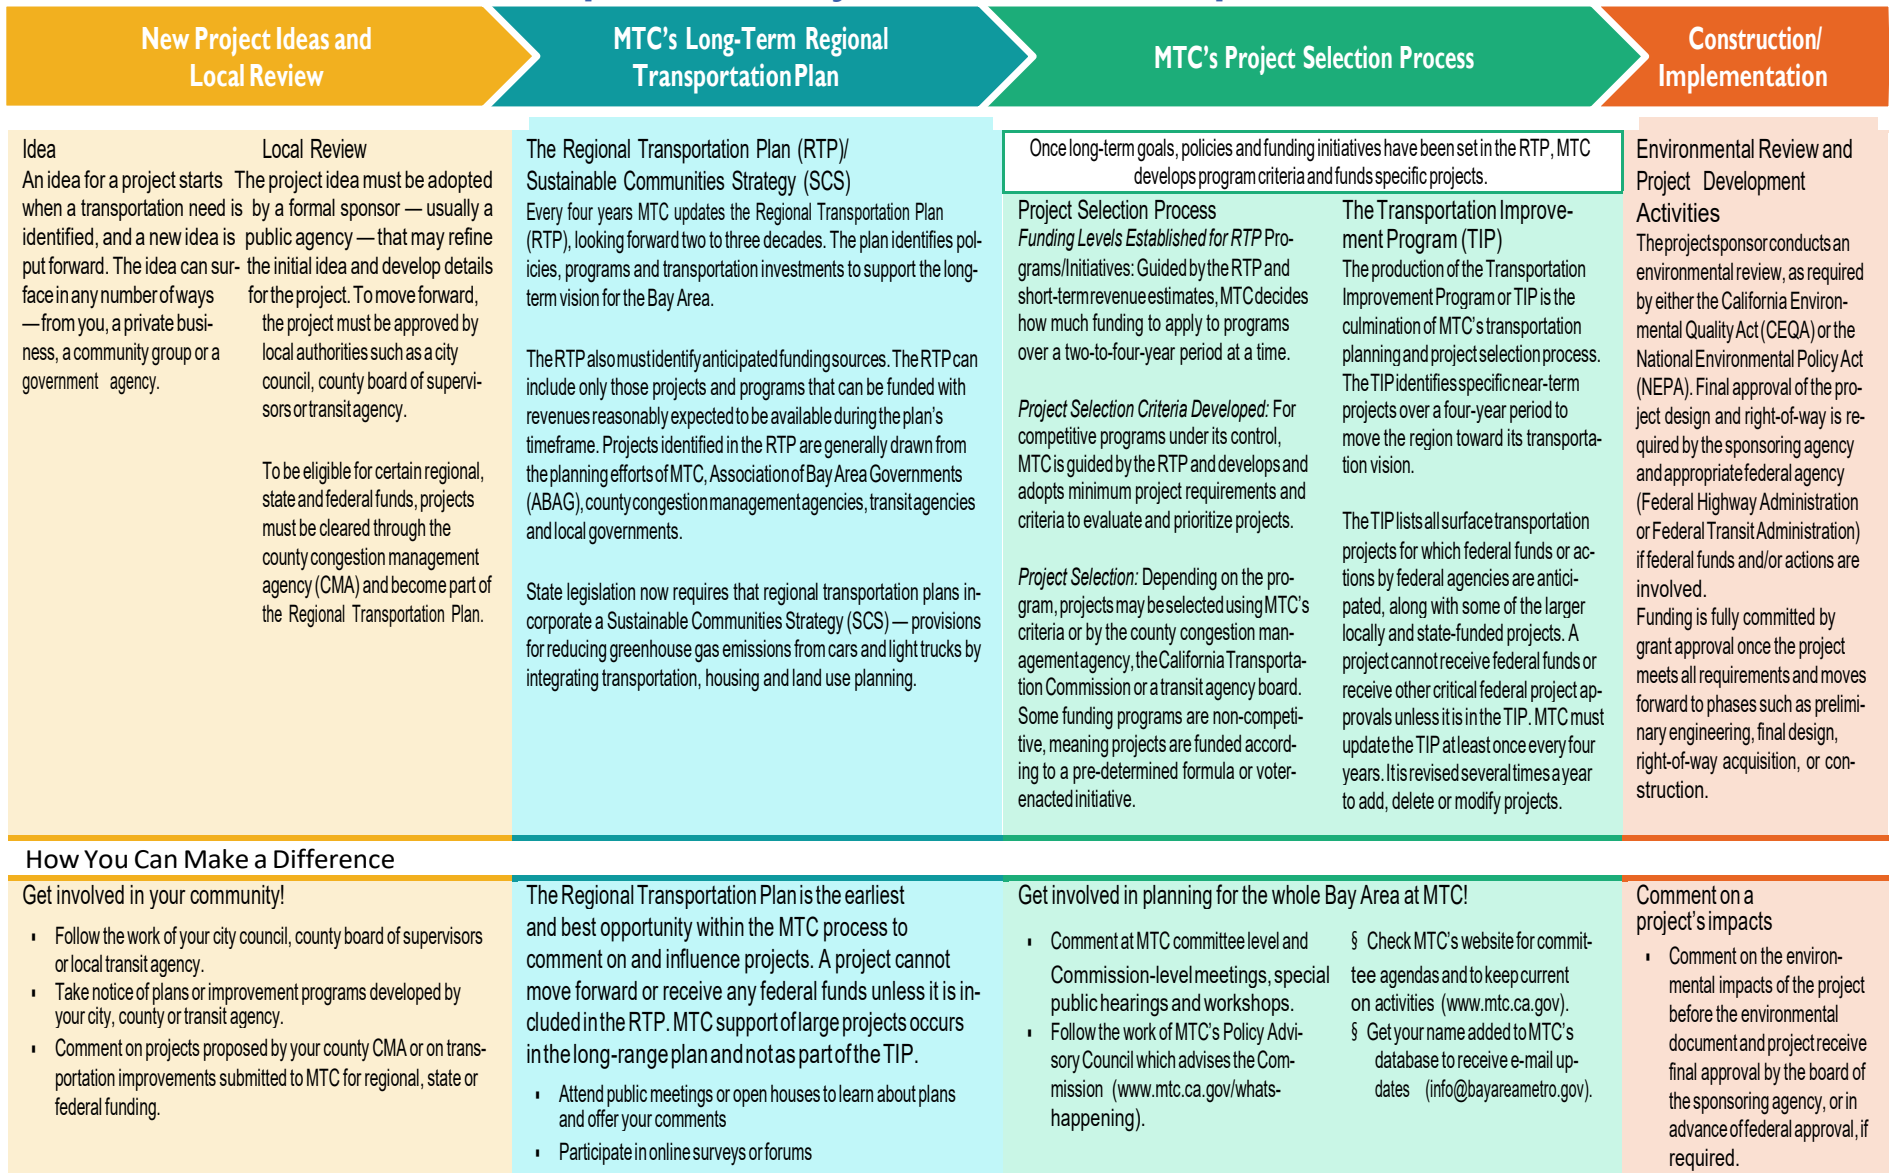 New Project Ideas and
Local Review
MTC's Long-Term Regional
Transportation Plan
MTC's Project Selection Process
Construction/
Implementation
Idea
An idea for a project starts
when a transportation need is
identified, and a new idea is
put forward. The idea can sur-
face in any number of ways
— from you, a private busi-
ness, a community group or a
government agency.
Local Review
The project idea must be adopted
by a formal sponsor — usually a
public agency — that may refine
the initial idea and develop details
for the project. To move forward,
the project must be approved by
local authorities such as a city
council, county board of supervi-
sors or transit agency.
To be eligible for certain regional,
state and federal funds, projects
must be cleared through the
county congestion management
agency (CMA) and become part of
the Regional Transportation Plan.
The Regional Transportation Plan (RTP)/
Sustainable Communities Strategy (SCS)
Every four years MTC updates the Regional Transportation Plan
(RTP), looking forward two to three decades. The plan identifies pol-
icies, programs and transportation investments to support the long-
term vision for the Bay Area.
The RTP also must identify anticipated funding sources. The RTP can
include only those projects and programs that can be funded with
revenues reasonably expected to be available during the plan's
timeframe. Projects identified in the RTP are generally drawn from
the planning efforts of MTC, Association of Bay Area Governments
(ABAG), county congestion management agencies, transit agencies
and local governments.
State legislation now requires that regional transportation plans in-
corporate a Sustainable Communities Strategy (SCS) — provisions
for reducing greenhouse gas emissions from cars and light trucks by
integrating transportation, housing and land use planning.
Once long-term goals, policies and funding initiatives have been set in the RTP, MTC
develops program criteria and funds specific projects.
Project Selection Process
Funding Levels Established for RTP Pro-
grams/Initiatives: Guided by the RTP and
short-term revenue estimates, MTC decides
how much funding to apply to programs
over a two-to-four-year period at a time.
Project Selection Criteria Developed: For
competitive programs under its control,
MTC is guided by the RTP and develops and
adopts minimum project requirements and
criteria to evaluate and prioritize projects.
Project Selection: Depending on the pro-
gram, projects may be selected using MTC's
criteria or by the county congestion man-
agement agency, the California Transporta-
tion Commission or a transit agency board.
Some funding programs are non-competi-
tive, meaning projects are funded accord-
ing to a pre-determined formula or voter-
enacted initiative.
The Transportation Improve-
ment Program (TIP)
The production of the Transportation
Improvement Program or TIP is the
culmination of MTC's transportation
planning and project selection process.
The TIP identifies specific near-term
projects over a four-year period to
move the region toward its transporta-
tion vision.
The TIP lists all surface transportation
projects for which federal funds or ac-
tions by federal agencies are antici-
pated, along with some of the larger
locally and state-funded projects. A
project cannot receive federal funds or
receive other critical federal project ap-
provals unless it is in the TIP. MTC must
update the TIP at least once every four
years. It is revised several times a year
to add, delete or modify projects.
Environmental Review and
Project Development
Activities
The project sponsor conducts an
environmental review, as required
by either the California Environ-
mental Quality Act (CEQA) or the
National Environmental Policy Act
(NEPA). Final approval of the pro-
ject design and right-of-way is re-
quired by the sponsoring agency
and appropriate federal agency
(Federal Highway Administration
or Federal Transit Administration)
if federal funds and/or actions are
involved.
Funding is fully committed by
grant approval once the project
meets all requirements and moves
forward to phases such as prelimi-
nary engineering, final design,
right-of-way acquisition, or con-
struction.
How You Can Make a Difference
Get involved in your community!
▪ Follow the work of your city council, county board of supervisors
or local transit agency.
▪ Take notice of plans or improvement programs developed by
your city, county or transit agency.
▪ Comment on projects proposed by your county CMA or on trans-
portation improvements submitted to MTC for regional, state or
federal funding.
The Regional Transportation Plan is the earliest
and best opportunity within the MTC process to
comment on and influence projects. A project cannot
move forward or receive any federal funds unless it is in-
cluded in the RTP. MTC support of large projects occurs
in the long-range plan and not as part of the TIP.
▪ Attend public meetings or open houses to learn about plans
and offer your comments
▪ Participate in online surveys or forums
Get involved in planning for the whole Bay Area at MTC!
▪ Comment at MTC committee level and
Commission-level meetings, special
public hearings and workshops.
▪ Follow the work of MTC's Policy Advi-
sory Council which advises the Com-
mission (www.mtc.ca.gov/whats-
happening).
§ Check MTC's website for commit-
tee agendas and to keep current
on activities (www.mtc.ca.gov).
§ Get your name added to MTC's
database to receive e-mail up-
dates (info@bayareametro.gov).
Comment on a
project's impacts
▪ Comment on the environ-
mental impacts of the project
before the environmental
document and project receive
final approval by the board of
the sponsoring agency, or in
advance of federal approval, if
required.